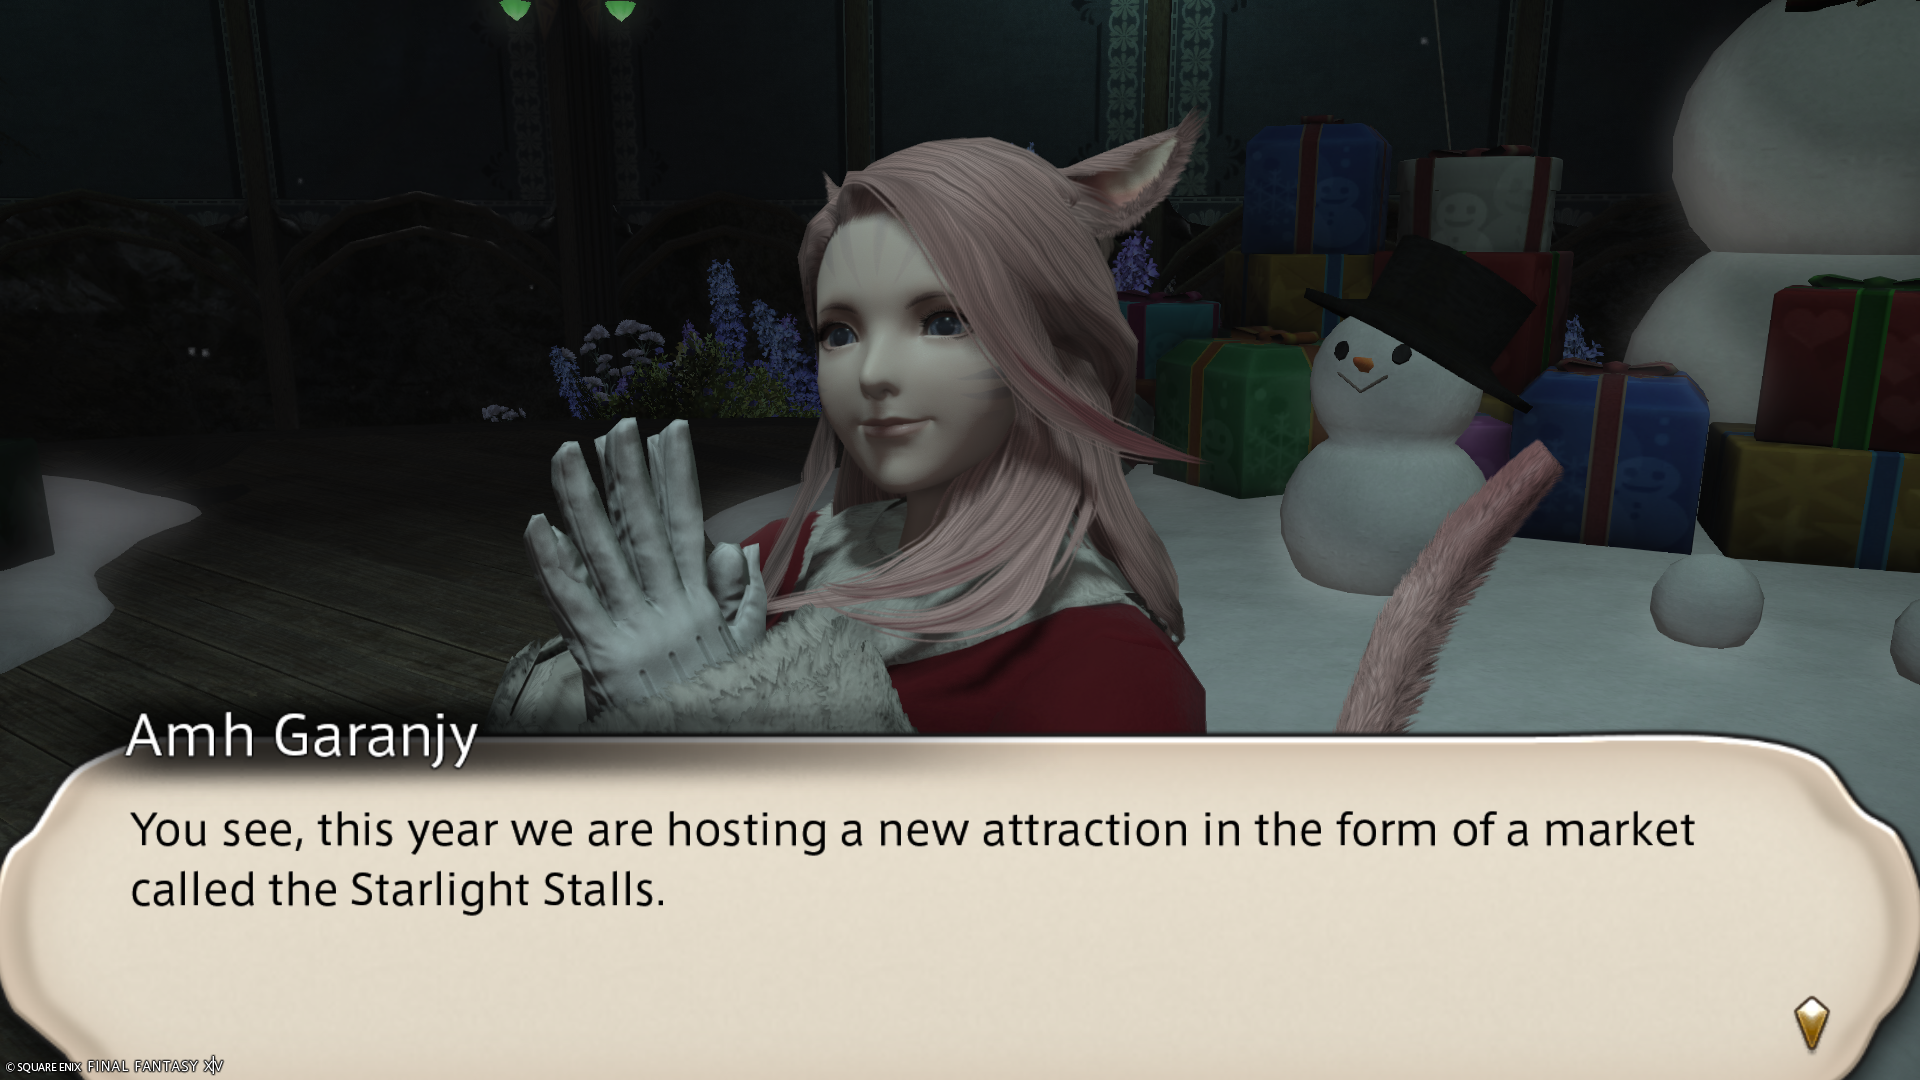 Amh Garanjy
You see, this year we are hosting a new attraction in the form of a market
called the Starlight Stalls.
© SQUARE ENIX FINAL FANTASY XIV